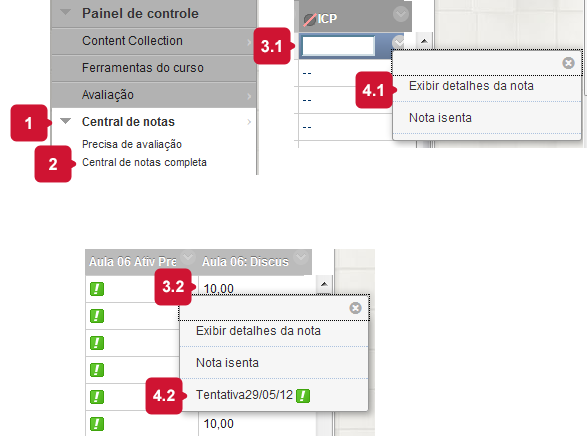 Painel de controle
Content Collection
Ferramentas do curso
Avaliação
1
Central de notas
Precisa de avaliação
2
Central de notas completa
ICP
3.1
--
--
--
4.1
Exibir detalhes da nota
Nota isenta
Aula 06 Ativ Pre
Aula 06: Discus
3.2
10,00
Exibir detalhes da nota
Nota isenta
4.2
Tentativa29/05/12
10,00